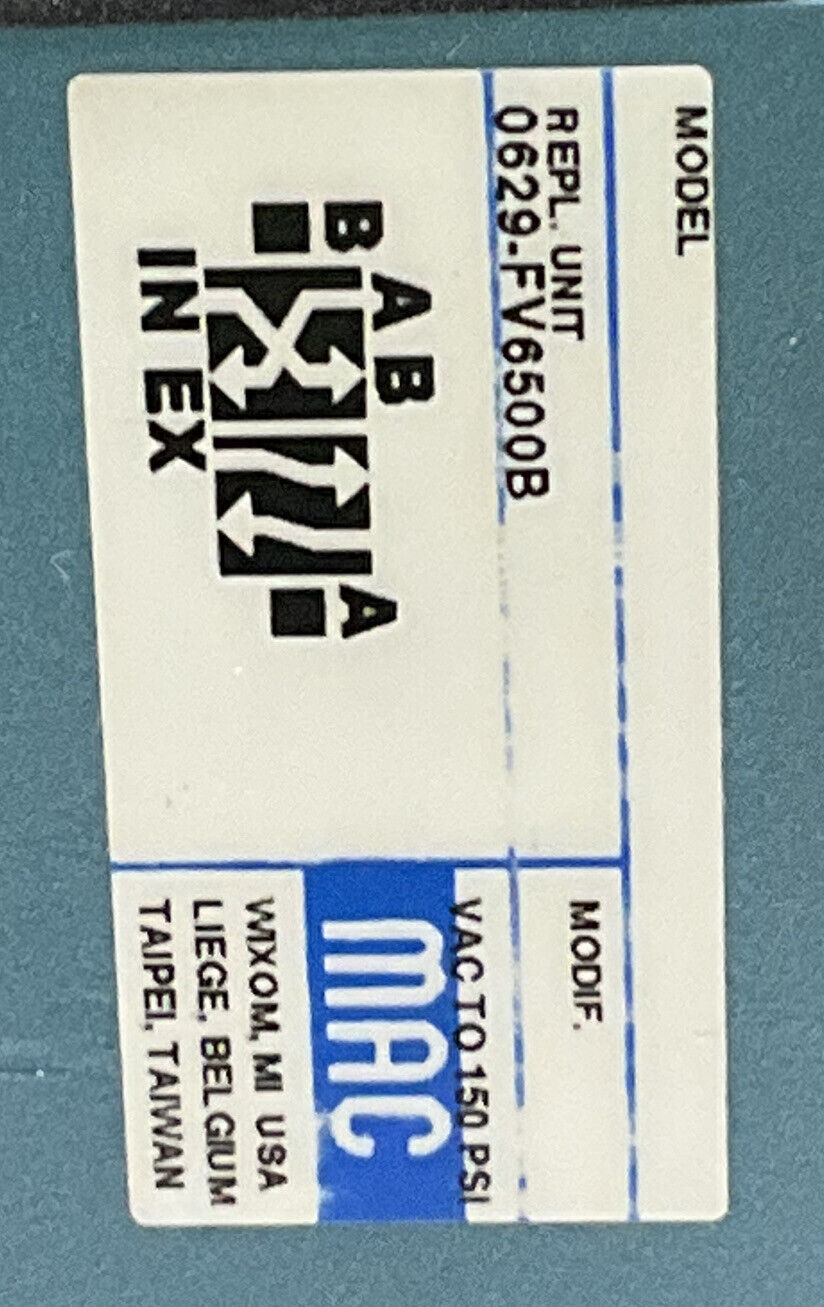 MODEL
REPL. UNIT
0629-FV6500B
MODIF.
VAC TO 150 PSI
B A B A
IN EX
MAC
WIXOM, MI USA
LIEGE, BELGIUM
TAIPEI, TAIWAN